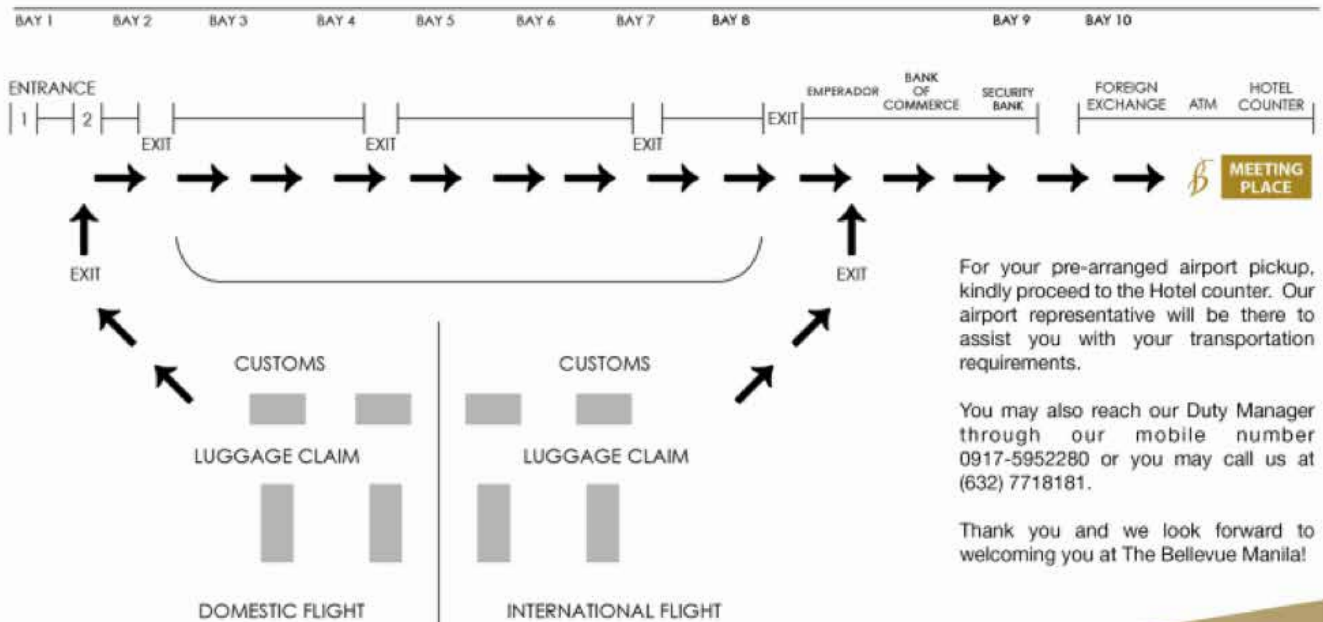 BAY 1 BAY 2 BAY 3 BAY 4 BAY 5 BAY 6 BAY 7 BAY 8 BAY 9 BAY 10
ENTRANCE
1 2
EXIT EXIT EXIT EXIT
EMPERADOR
BANK
OF
COMMERCE
SECURITY
BANK
FOREIGN
EXCHANGE
ATM
HOTEL
COUNTER
B MEETING
PLACE
EXIT EXIT
CUSTOMS CUSTOMS
LUGGAGE CLAIM LUGGAGE CLAIM
DOMESTIC FLIGHT INTERNATIONAL FLIGHT
For your pre-arranged airport pickup,
kindly proceed to the Hotel counter. Our
airport representative will be there to
assist you with your transportation
requirements.
You may also reach our Duty Manager
through our mobile number
0917-5952280 or you may call us at
(632) 7718181.
Thank you and we look forward to
welcoming you at The Bellevue Manila!